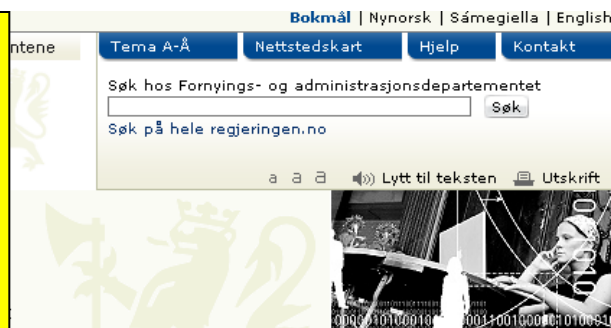 Bokmål | Nynorsk | Sámegiella | English
ntene Tema A-Å Nettstedskart Hjelp Kontakt
Søk hos Fornyings- og administrasjonsdepartementet
Søk
Søk på hele regjeringen.no
a a a Lytt til teksten Utskrift